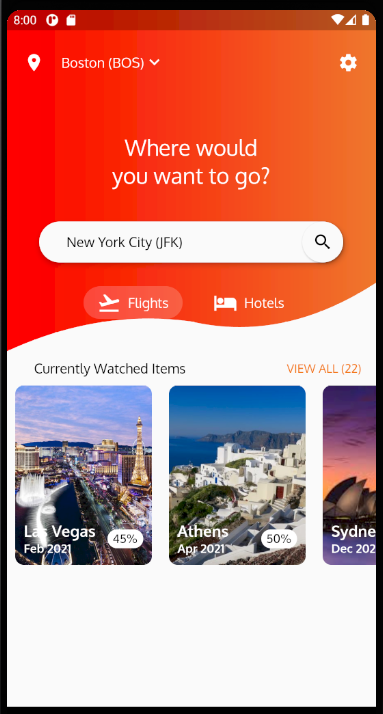 8:00
Boston (BOS)
Where would
you want to go?
New York City (JFK)
Flights
Hotels
Currently Watched Items
VIEW ALL (22)
Las Vegas
Feb 2021
45%
Athens
Apr 2021
50%
Sydne
Dec 202